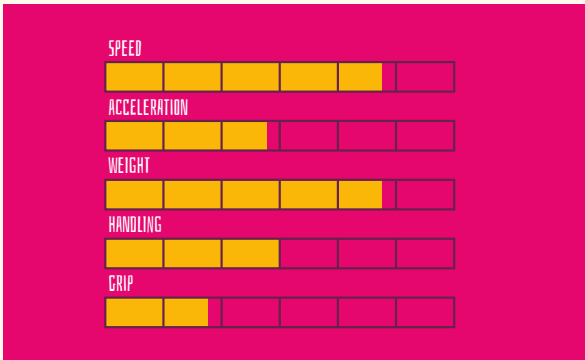 SPEED
ACCELERATION
WEIGHT
HANDLING
GRIP